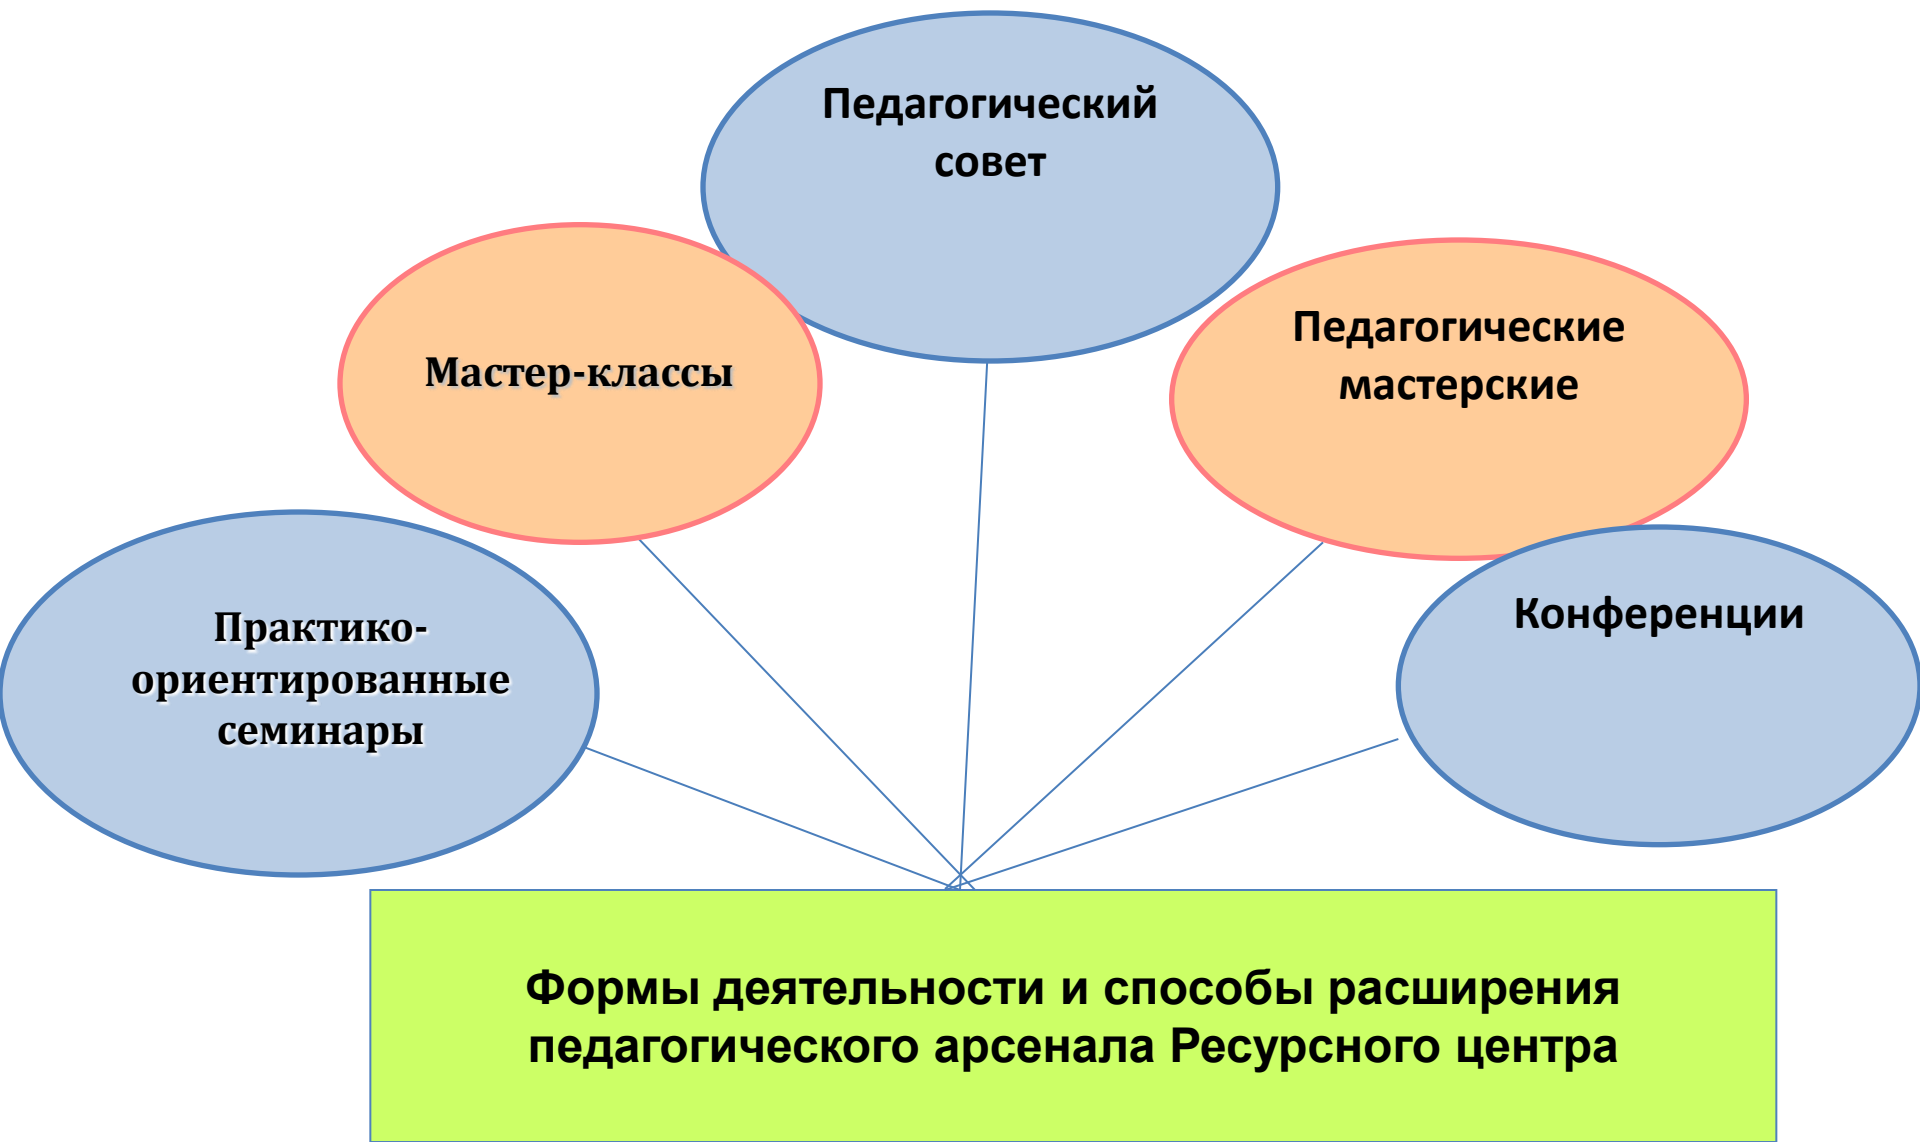 Педагогический
совет
Мастер-классы
Педагогические
мастерские
Практико-
ориентированные
семинары
Конференции
Формы деятельности и способы расширения
педагогического арсенала Ресурсного центра